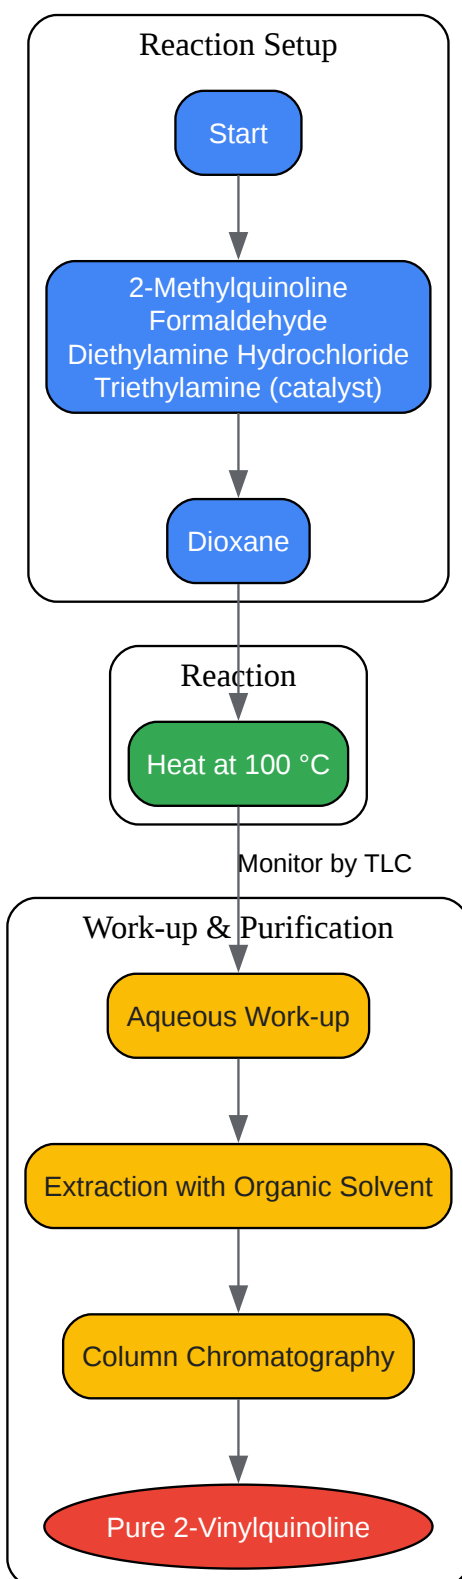 Reaction Setup
Start
2-Methylquinoline
Formaldehyde
Diethylamine Hydrochloride
Triethylamine (catalyst)
Dioxane
Reaction
Heat at 100 °C
Monitor by TLC
Work-up & Purification
Aqueous Work-up
Extraction with Organic Solvent
Column Chromatography
Pure 2-Vinylquinoline